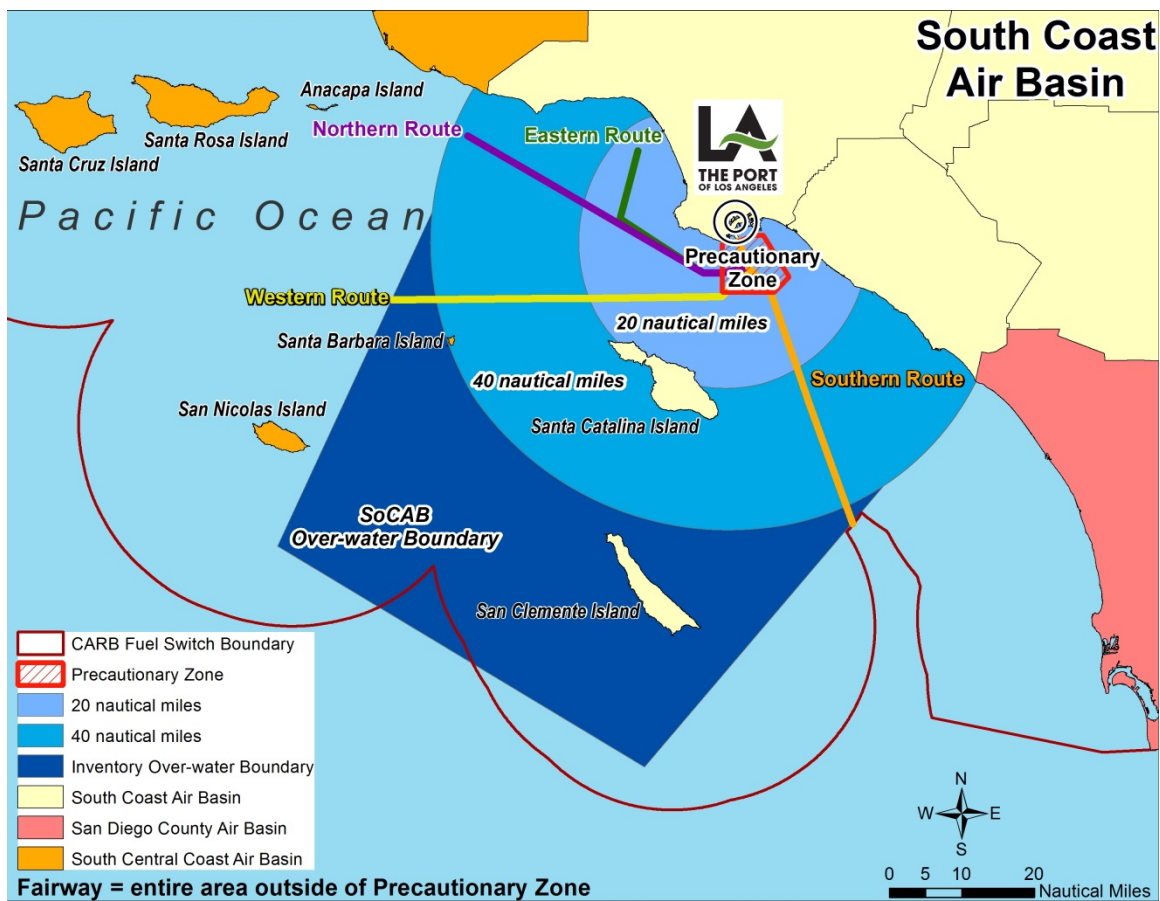 South Coast
Air Basin
Anacapa Island
Santa Rosa Island
Santa Cruz Island
Northern Route
Eastern Route
LA
THE PORT
OF LOS ANGELES
Pacific Ocean
Precautionary
Zone
Western Route
20 nautical miles
Santa Barbara Island
40 nautical miles
Southern Route
San Nicolas Island
Santa Catalina Island
SoCAB
Over-water Boundary
San Clemente Island
CARB Fuel Switch Boundary
Precautionary Zone
20 nautical miles
40 nautical miles
Inventory Over-water Boundary
South Coast Air Basin
San Diego County Air Basin
South Central Coast Air Basin
Fairway = entire area outside of Precautionary Zone
N
W E
S
0 5 10 20
Nautical Miles